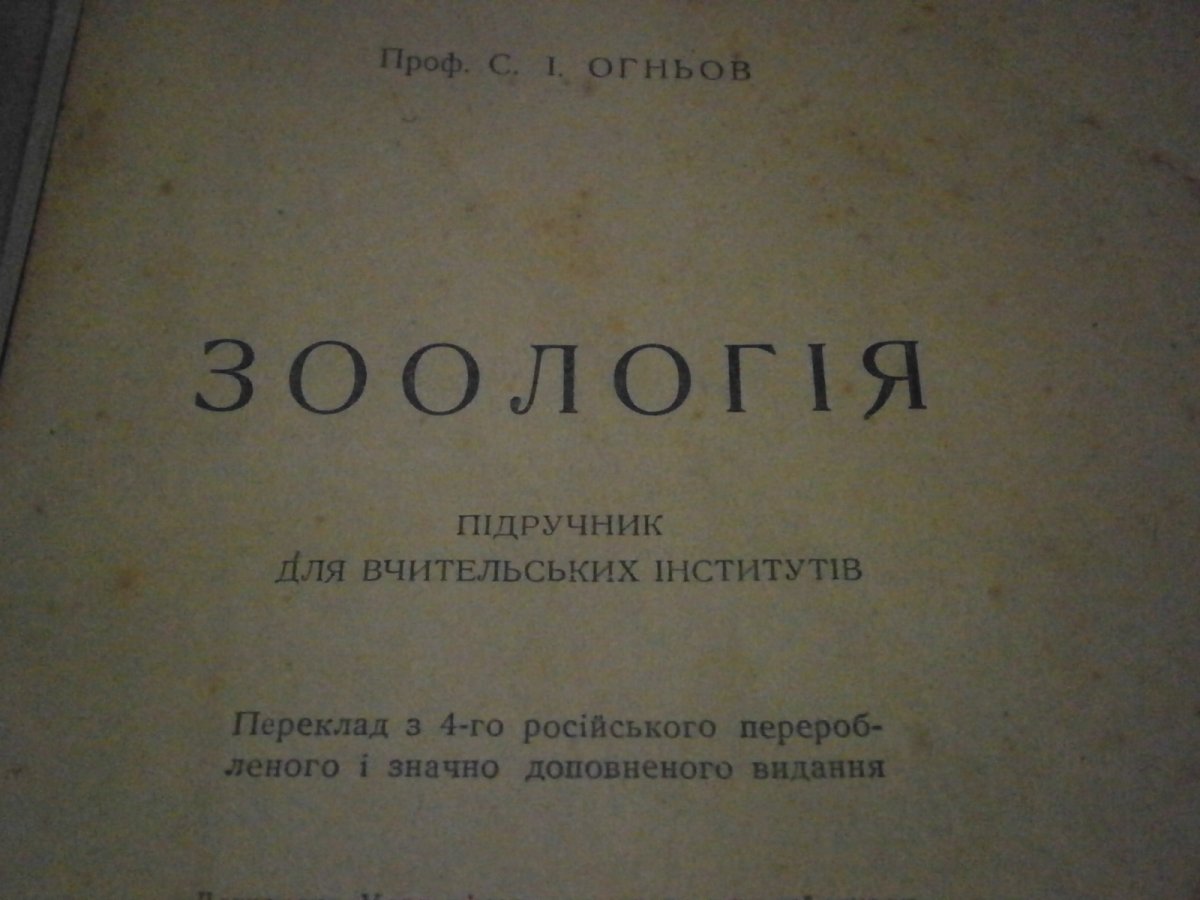 Проф. С. І. ОГНЬОВ
ЗООЛОГІЯ
ПІДРУЧНИК
ДЛЯ ВЧИТЕЛЬСЬКИХ ІНСТИТУТІВ
Переклад з 4-го російського перероб-
леного і значно доповненого видання